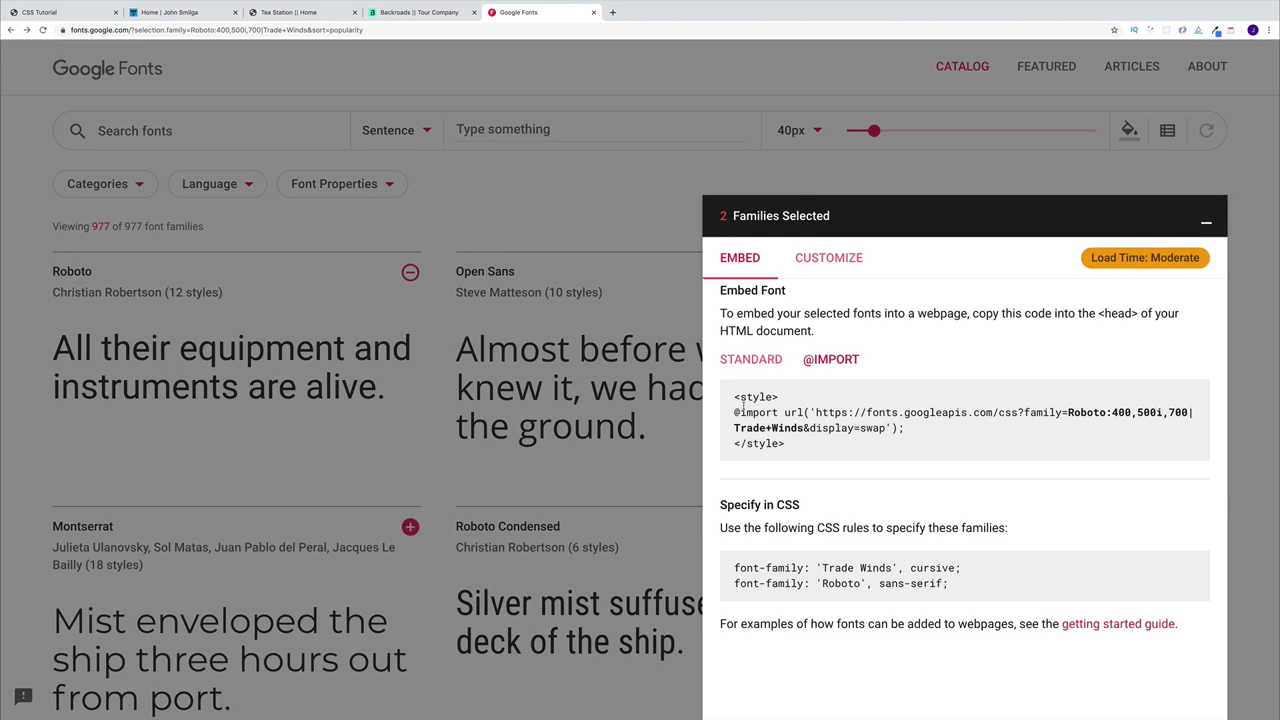 CSS Tutorial
Home | John Smilga
Tea Station || Home
Backroads || Tour Company
Google Fonts
fonts.google.com/?selection.family=Roboto:400,500i,700|Trade+Winds&sort=popularity
Google Fonts
CATALOG
FEATURED
ARTICLES
ABOUT
Search fonts
Sentence
Type something
40px
Categories
Language
Font Properties
Viewing 977 of 977 font families
Roboto
Christian Robertson (12 styles)
All their equipment and
instruments are alive.
Open Sans
Steve Matteson (10 styles)
Almost before w
knew it, we had
the ground.
Montserrat
Julieta Ulanovsky, Sol Matas, Juan Pablo del Peral, Jacques Le
Bailly (18 styles)
Mist enveloped the
ship three hours out
from port.
Roboto Condensed
Christian Robertson (6 styles)
Silver mist suffuse
deck of the ship.
2 Families Selected
EMBED
CUSTOMIZE
Load Time: Moderate
Embed Font
To embed your selected fonts into a webpage, copy this code into the <head> of your
HTML document.
STANDARD
@IMPORT
<style>
@import url('https://fonts.googleapis.com/css?family=Roboto:400,500i,700|
Trade+Winds&display=swap');
</style>
Specify in CSS
Use the following CSS rules to specify these families:
font-family: 'Trade Winds', cursive;
font-family: 'Roboto', sans-serif;
For examples of how fonts can be added to webpages, see the getting started guide.